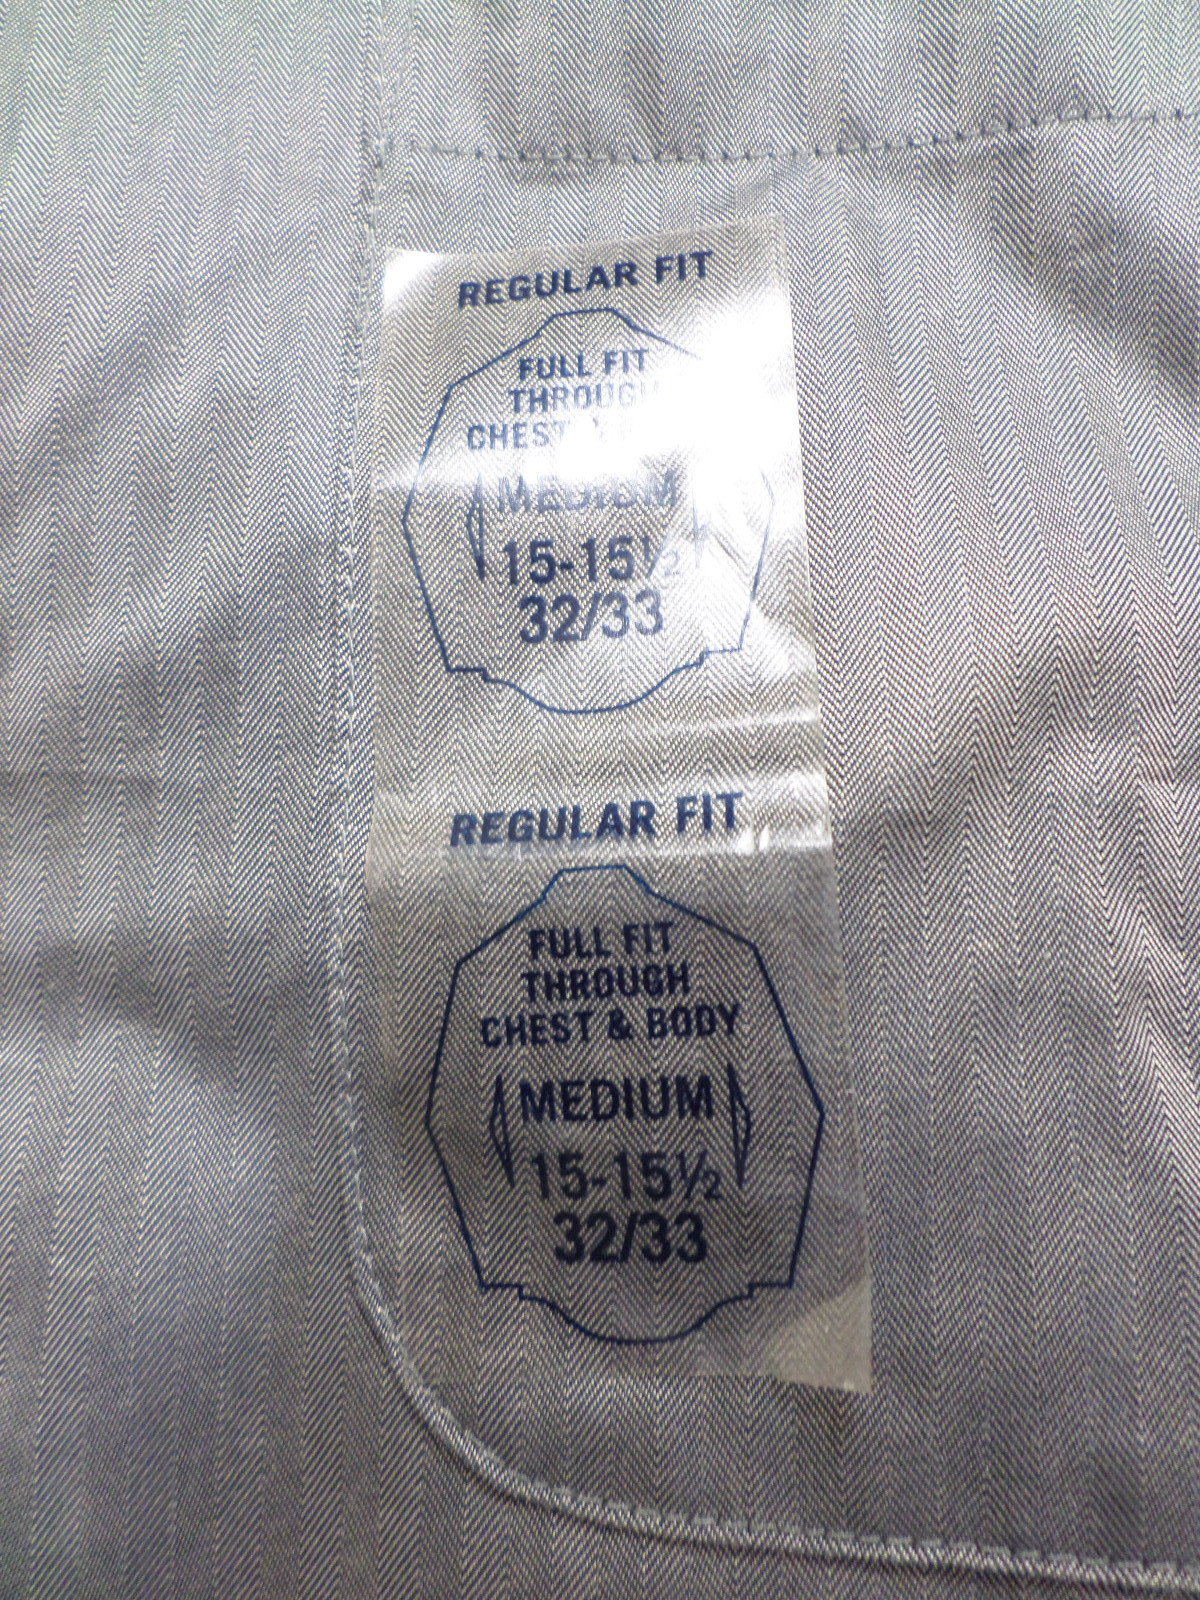 REGULAR FIT
FULL FIT
THROUGH
CHEST
MEDIUM
15-15½
32/33
REGULAR FIT
FULL FIT
THROUGH
CHEST & BODY
MEDIUM
15-15½
32/33